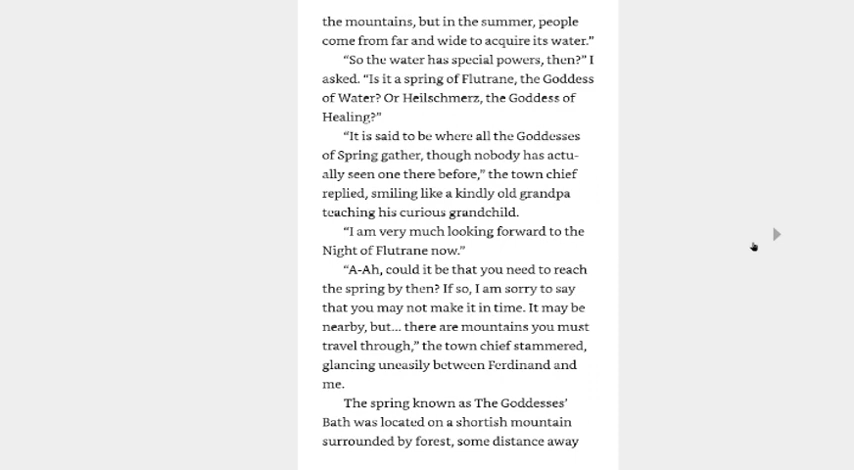 the mountains, but in the summer, people
come from far and wide to acquire its water.”
“So the water has special powers, then?” I
asked. “Is it a spring of Flutrane, the Goddess
of Water? Or Heilschmerz, the Goddess of
Healing?”
“It is said to be where all the Goddesses
of Spring gather, though nobody has actu-
ally seen one there before,” the town chief
replied, smiling like a kindly old grandpa
teaching his curious grandchild.
“I am very much looking forward to the
Night of Flutrane now.”
“A-Ah, could it be that you need to reach
the spring by then? If so, I am sorry to say
that you may not make it in time. It may be
nearby, but... there are mountains you must
travel through,” the town chief stammered,
glancing uneasily between Ferdinand and
me.
The spring known as The Goddesses’
Bath was located on a shortish mountain
surrounded by forest, some distance away